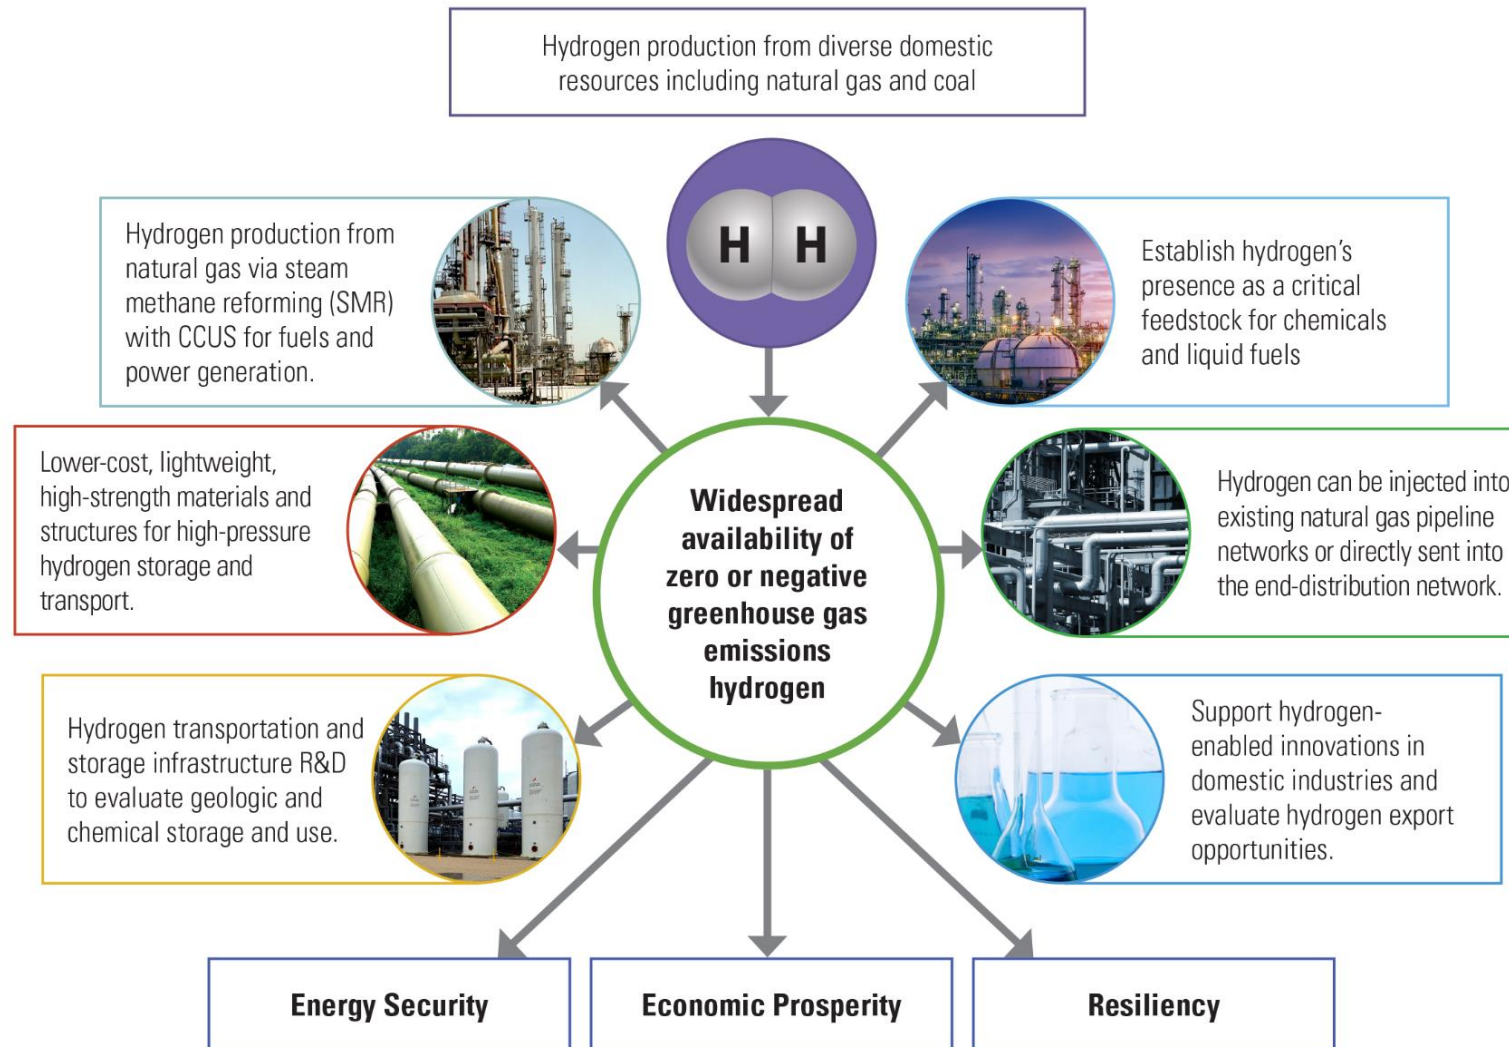 Hydrogen production from diverse domestic
resources including natural gas and coal
H H
Hydrogen production from
natural gas via steam
methane reforming (SMR)
with CCUS for fuels and
power generation.
Establish hydrogen’s
presence as a critical
feedstock for chemicals
and liquid fuels
Lower-cost, lightweight,
high-strength materials and
structures for high-pressure
hydrogen storage and
transport.
Widespread
availability of
zero or negative
greenhouse gas
emissions
hydrogen
Hydrogen can be injected into
existing natural gas pipeline
networks or directly sent into
the end-distribution network.
Hydrogen transportation and
storage infrastructure R&D
to evaluate geologic and
chemical storage and use.
Support hydrogen-
enabled innovations in
domestic industries and
evaluate hydrogen export
opportunities.
Energy Security
Economic Prosperity
Resiliency